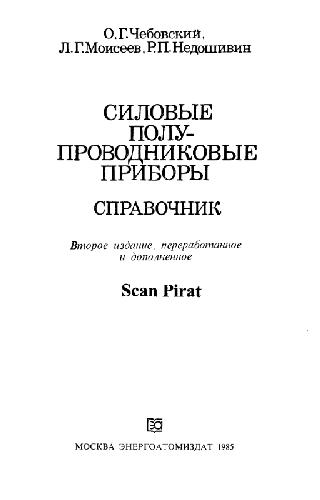 О.Г.Чебовский,
Л.Г.Моисеев, Р.П.Недошивин
СИЛОВЫЕ
ПОЛУ-
ПРОВОДНИКОВЫЕ
ПРИБОРЫ
СПРАВОЧНИК
Второе издание, переработанное
и дополненное
Scan Pirat
МОСКВА ЭНЕРГОАТОМИЗДАТ 1985